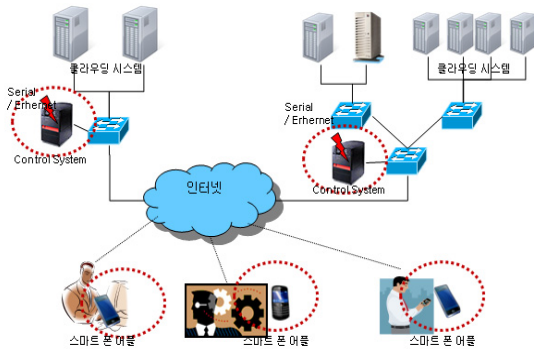 클라우딩 시스템
클라우딩 시스템
Serial
/ Erhernet
Serial
/ Erhernet
Control System
Control System
인터넷
스마트 폰 어플
스마트 폰 어플
스마트 폰 어플